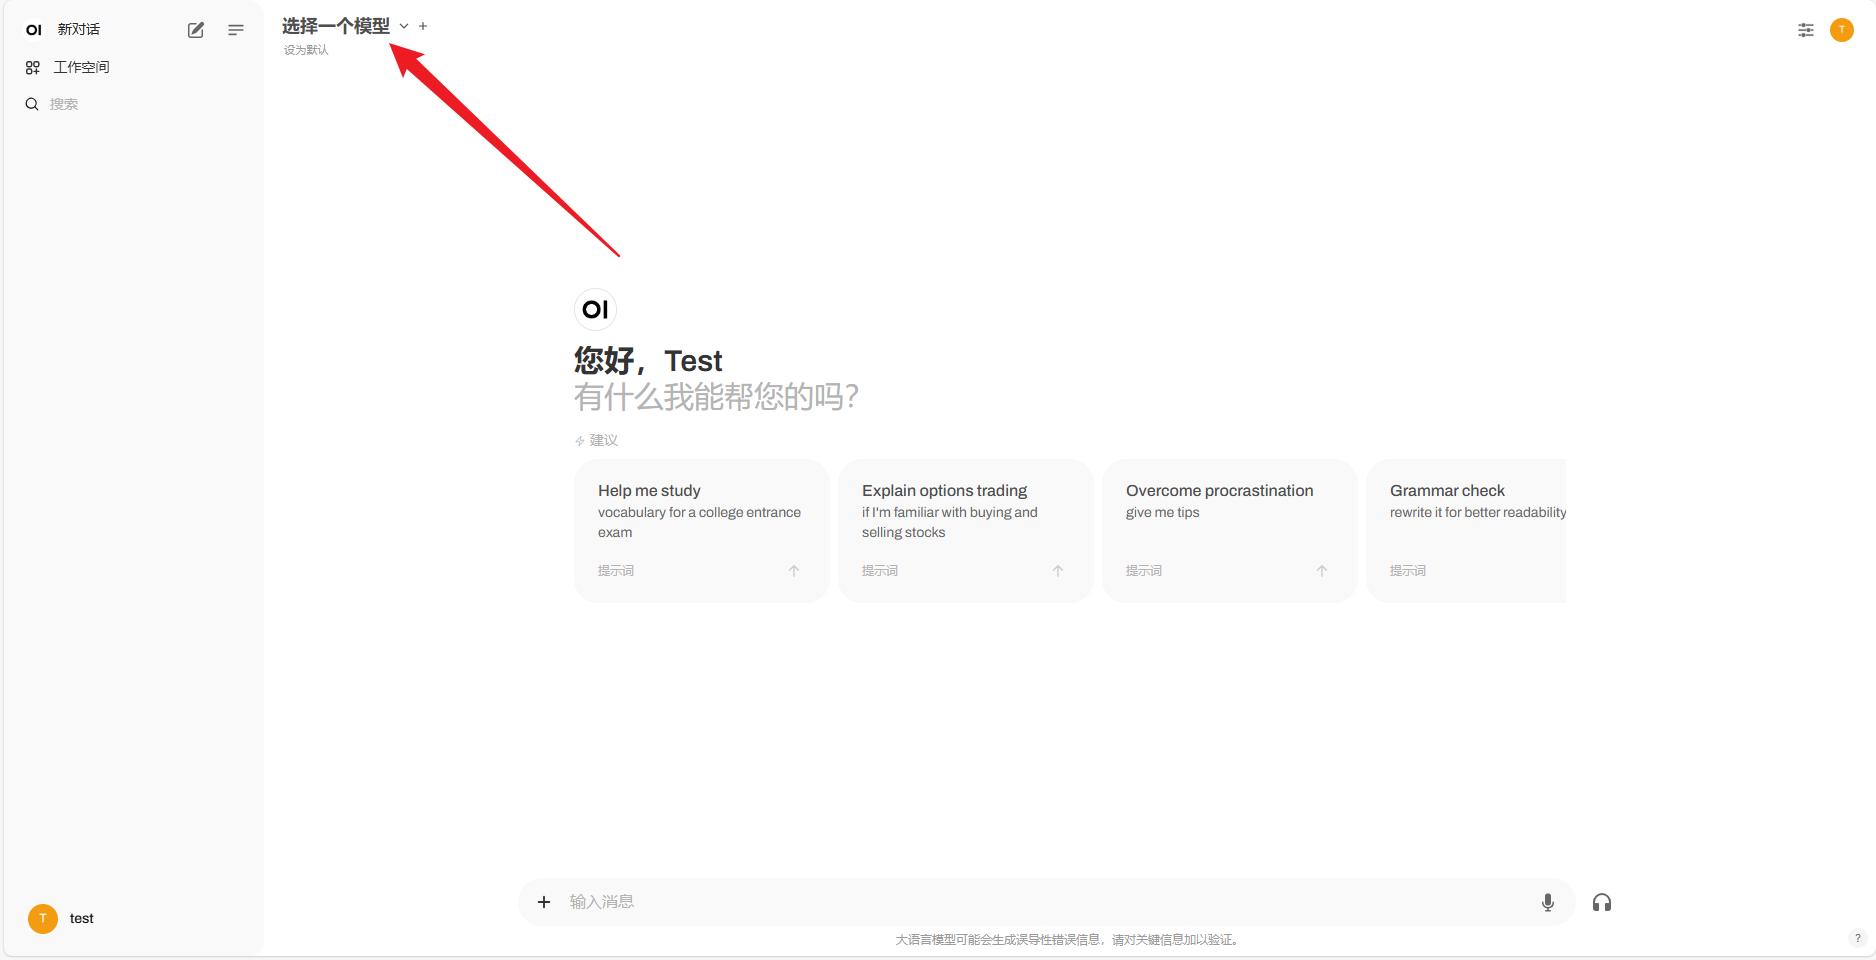 OI 新对话
工作空间
搜索
选择一个模型
设为默认
T
OI
您好，Test
有什么我能帮您的吗？
建议
Help me study
vocabulary for a college entrance
exam
提示词
Explain options trading
if I'm familiar with buying and
selling stocks
提示词
Overcome procrastination
give me tips
提示词
Grammar check
rewrite it for better readability
提示词
T test
输入消息
大语言模型可能会生成误导性错误信息，请对关键信息加以验证。
?